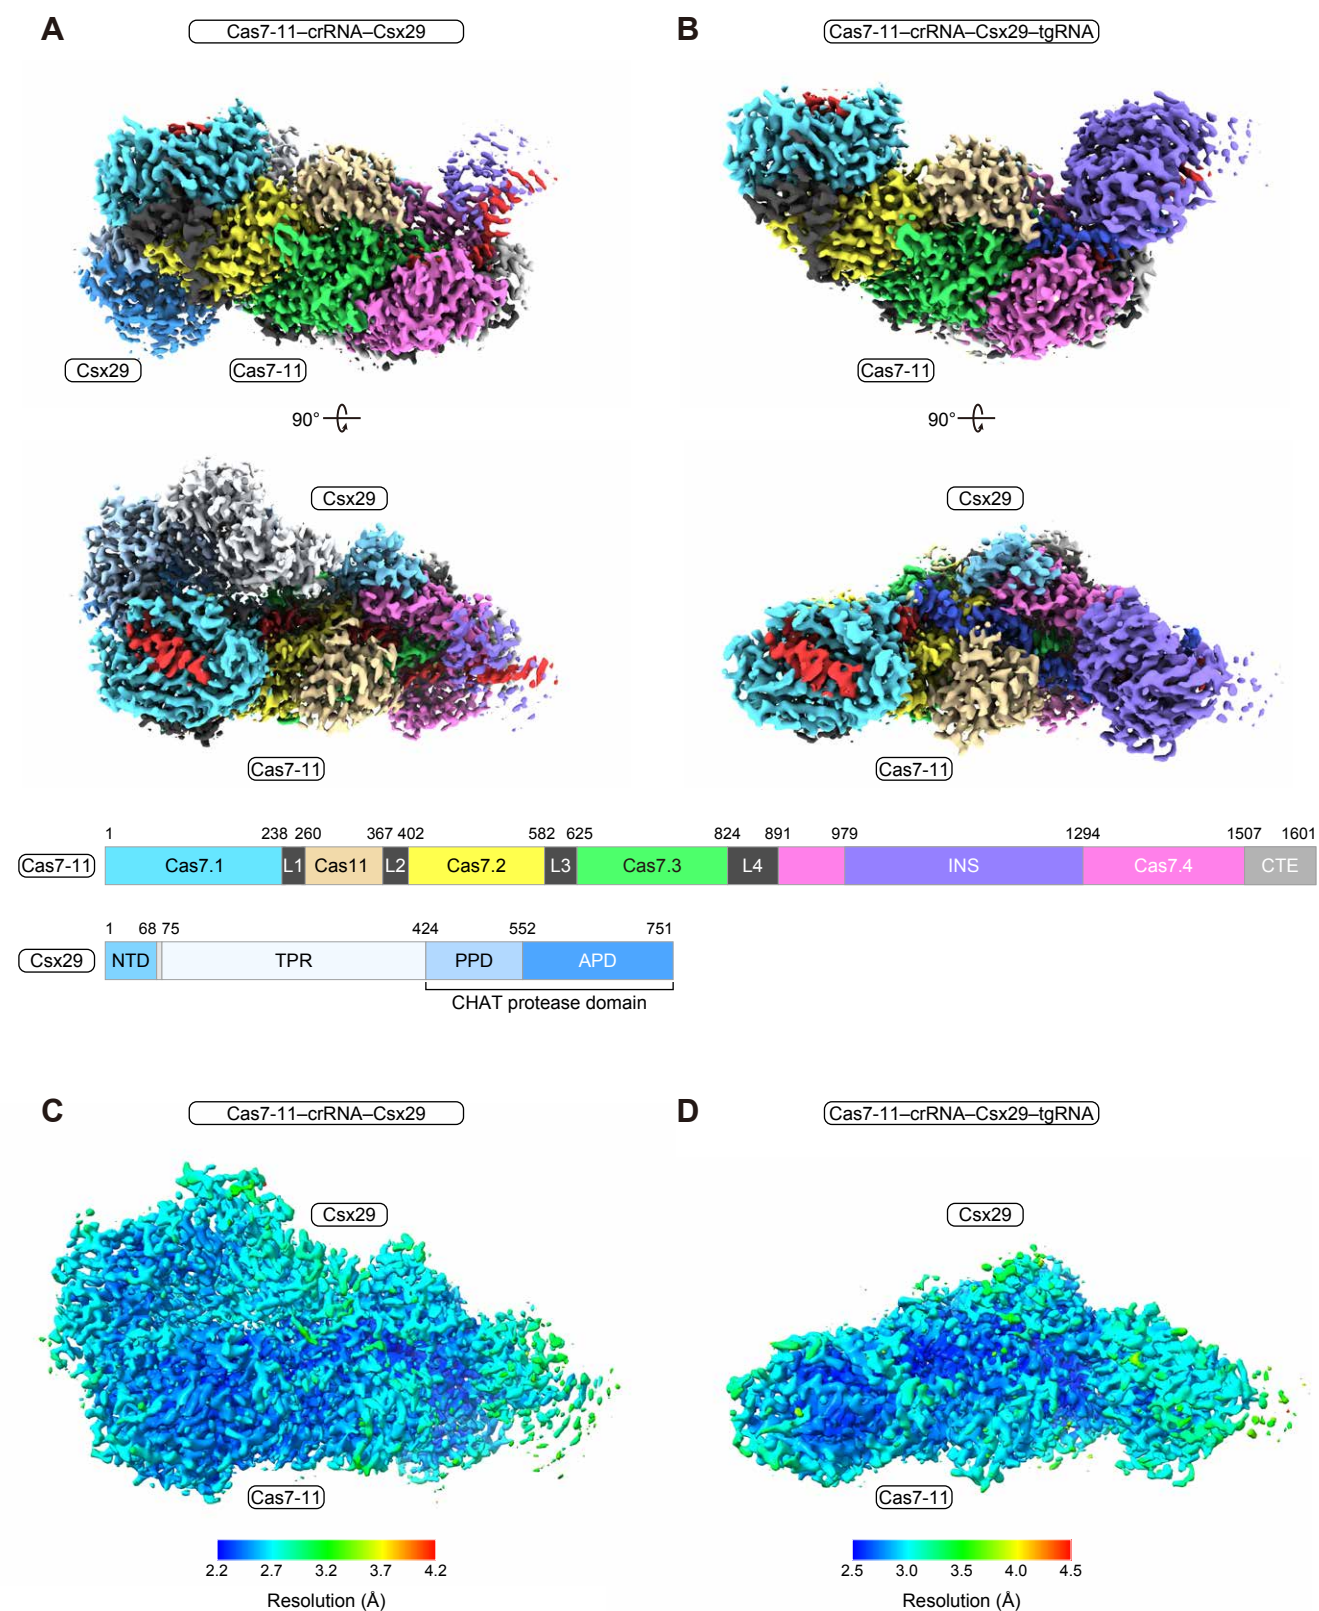 A
Cas7-11–crRNA–Csx29
B
Cas7-11–crRNA–Csx29–tgRNA
Csx29
Cas7-11
Cas7-11
90°
90°
Csx29
Csx29
Cas7-11
Cas7-11
1 238 260 367 402 582 625 824 891 979 1294 1507 1601
Cas7-11 Cas7.1 L1 Cas11 L2 Cas7.2 L3 Cas7.3 L4 INS Cas7.4 CTE
1 68 75 424 552 751
Csx29 NTD TPR PPD APD
CHAT protease domain
C
Cas7-11–crRNA–Csx29
D
Cas7-11–crRNA–Csx29–tgRNA
Csx29
Csx29
Cas7-11
Cas7-11
2.2 2.7 3.2 3.7 4.2
Resolution (Å)
2.5 3.0 3.5 4.0 4.5
Resolution (Å)